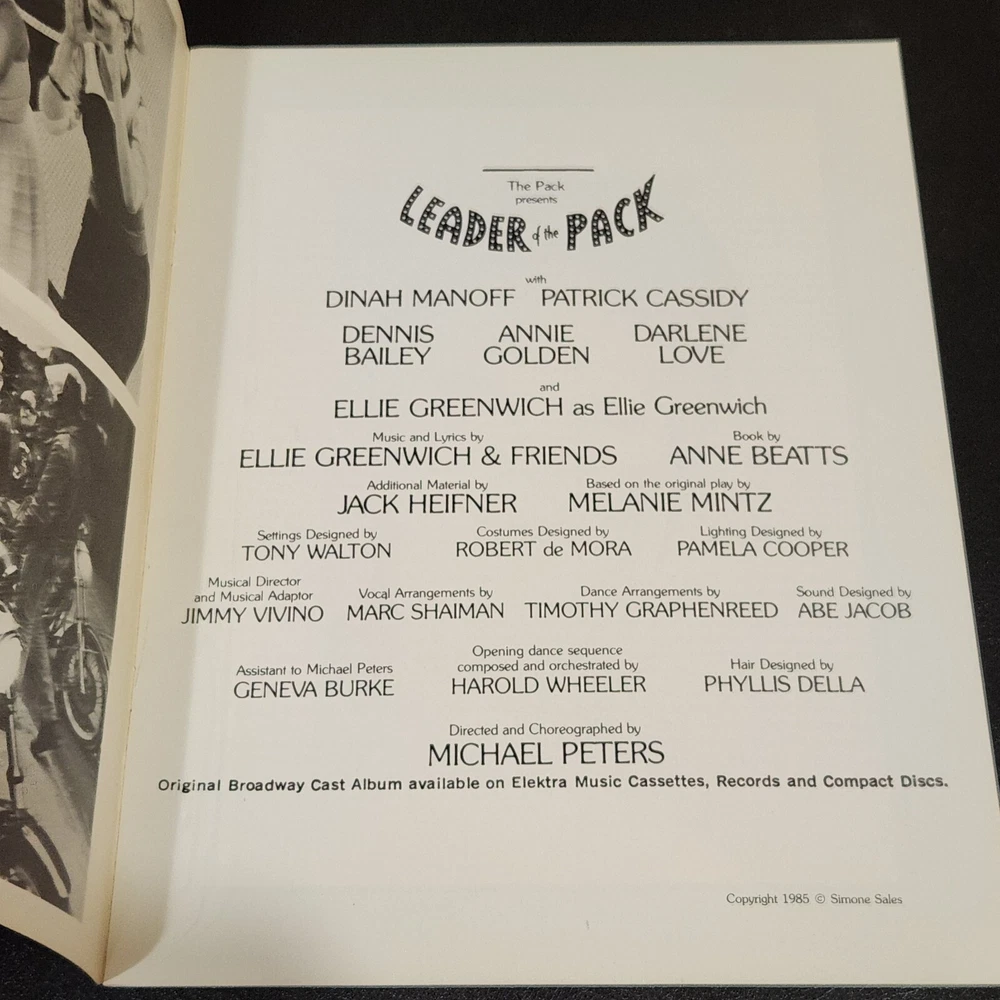 The Pack
presents
LEADER of the PACK
with
DINAH MANOFF PATRICK CASSIDY
DENNIS ANNIE DARLENE
BAILEY GOLDEN LOVE
and
ELLIE GREENWICH as Ellie Greenwich
Music and Lyrics by Book by
ELLIE GREENWICH & FRIENDS ANNE BEATTS
Additional Material by Based on the original play by
JACK HEIFNER MELANIE MINTZ
Settings Designed by Costumes Designed by Lighting Designed by
TONY WALTON ROBERT de MORA PAMELA COOPER
Musical Director
and Musical Adaptor Vocal Arrangements by Dance Arrangements by Sound Designed by
JIMMY VIVINO MARC SHAIMAN TIMOTHY GRAPHENREED ABE JACOB
Opening dance sequence
Assistant to Michael Peters composed and orchestrated by Hair Designed by
GENEVA BURKE HAROLD WHEELER PHYLLIS DELLA
Directed and Choreographed by
MICHAEL PETERS
Original Broadway Cast Album available on Elektra Music Cassettes, Records and Compact Discs.
Copyright 1985 © Simone Sales